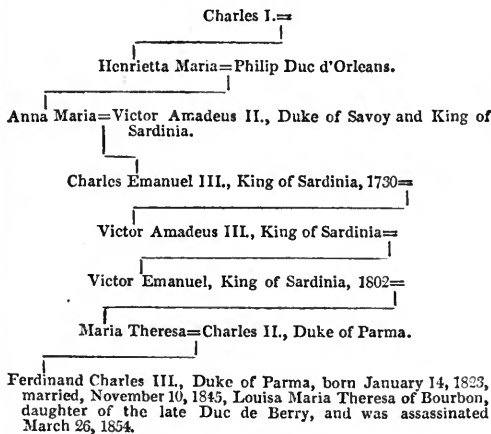 Charles I.=
Henrietta Maria=Philip Duc d'Orleans.
Anna Maria=Victor Amadeus II., Duke of Savoy and King of
Sardinia.
Charles Emanuel III., King of Sardinia, 1730=
Victor Amadeus III., King of Sardinia=
Victor Emanuel, King of Sardinia, 1802=
Maria Theresa=Charles II., Duke of Parma.
Ferdinand Charles III., Duke of Parma, born January 14, 1823,
married, November 10, 1845, Louisa Maria Theresa of Bourbon,
daughter of the late Duc de Berry, and was assassinated
March 26, 1854.